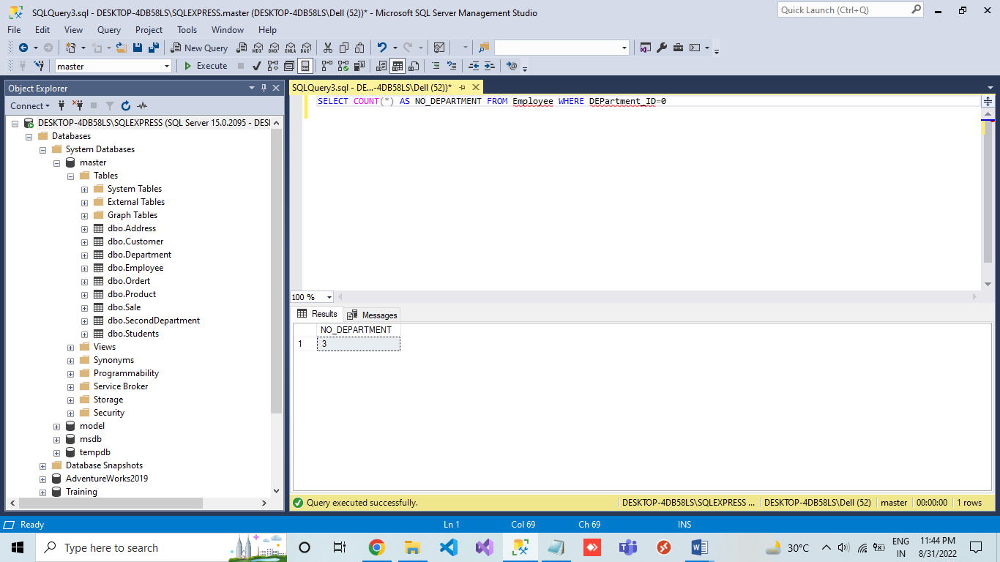 SQLQuery3.sql - DESKTOP-4DB58LS\SQLEXPRESS.master (DESKTOP-4DB58LS\Dell (52))* - Microsoft SQL Server Management Studio
Quick Launch (Ctrl+Q)
File Edit View Query Project Tools Window Help
New Query MDX DMX XMLA DAX
master Execute
Object Explorer
SQLQuery3.sql - DE...-4DB58LS\Dell (52))*
Connect
SELECT COUNT(*) AS NO_DEPARTMENT FROM Employee WHERE DEPartment_ID=0
DESKTOP-4DB58LS\SQLEXPRESS (SQL Server 15.0.2095 - DESI
Databases
System Databases
master
Tables
System Tables
External Tables
Graph Tables
dbo.Address
dbo.Customer
dbo.Department
dbo.Employee
dbo.Ordert
dbo.Product
dbo.Sale
dbo.SecondDepartment
dbo.Students
Views
Synonyms
Programmability
Service Broker
Storage
Security
model
msdb
tempdb
Database Snapshots
AdventureWorks2019
Training
100 %
Results Messages
NO_DEPARTMENT
1 3
Query executed successfully.
DESKTOP-4DB58LS\SQLEXPRESS ... DESKTOP-4DB58LS\Dell (52) master 00:00:00 1 rows
Ready Ln 1 Col 69 Ch 69 INS
Type here to search
30°C
ENG
IN
11:44 PM
8/31/2022